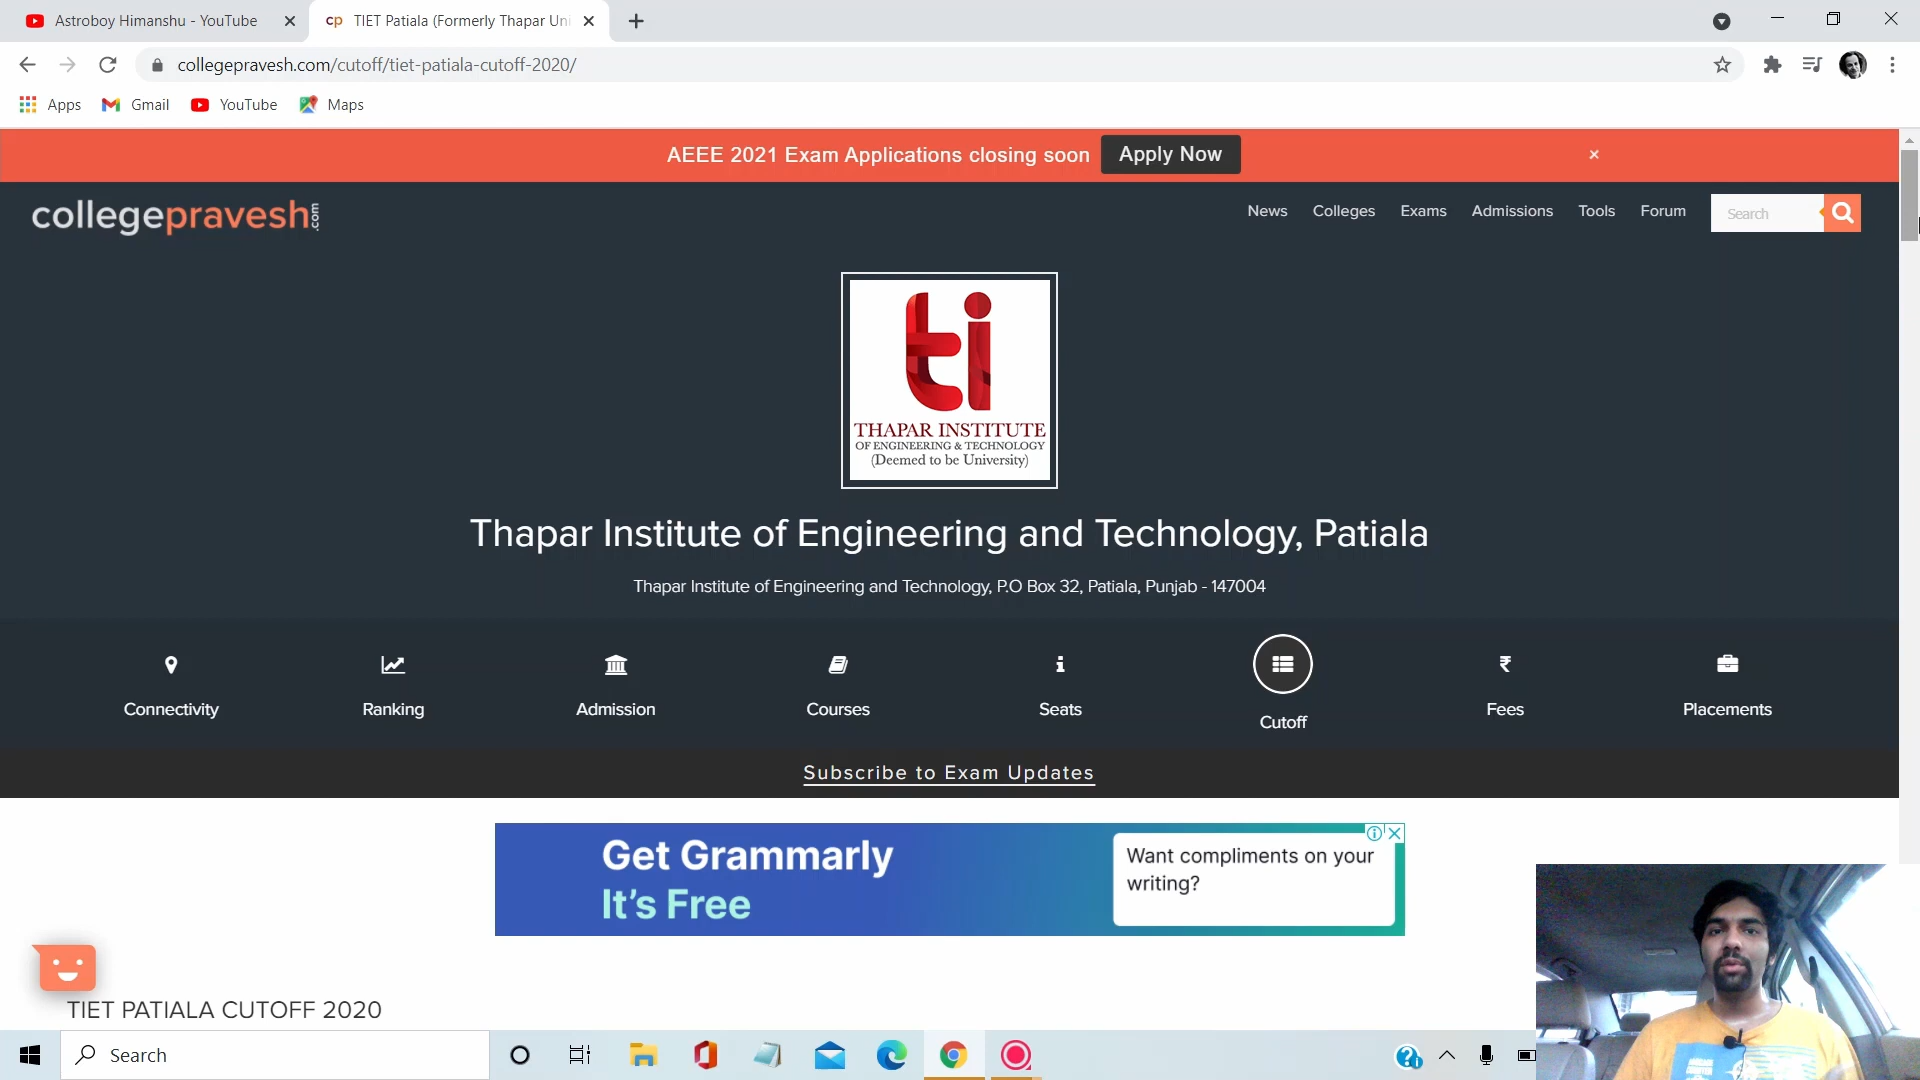 Astroboy Himanshu - YouTube
TIET Patiala (Formerly Thapar Uni
collegepravesh.com/cutoff/tiet-patiala-cutoff-2020/
Apps
Gmail
YouTube
Maps
AEEE 2021 Exam Applications closing soon
Apply Now
collegepravesh.com
News
Colleges
Exams
Admissions
Tools
Forum
Search
ti
THAPAR INSTITUTE
OF ENGINEERING & TECHNOLOGY
(Deemed to be University)
Thapar Institute of Engineering and Technology, Patiala
Thapar Institute of Engineering and Technology, P.O Box 32, Patiala, Punjab - 147004
Connectivity
Ranking
Admission
Courses
Seats
Cutoff
Fees
Placements
Subscribe to Exam Updates
Get Grammarly
It's Free
Want compliments on your
writing?
TIET PATIALA CUTOFF 2020
Search